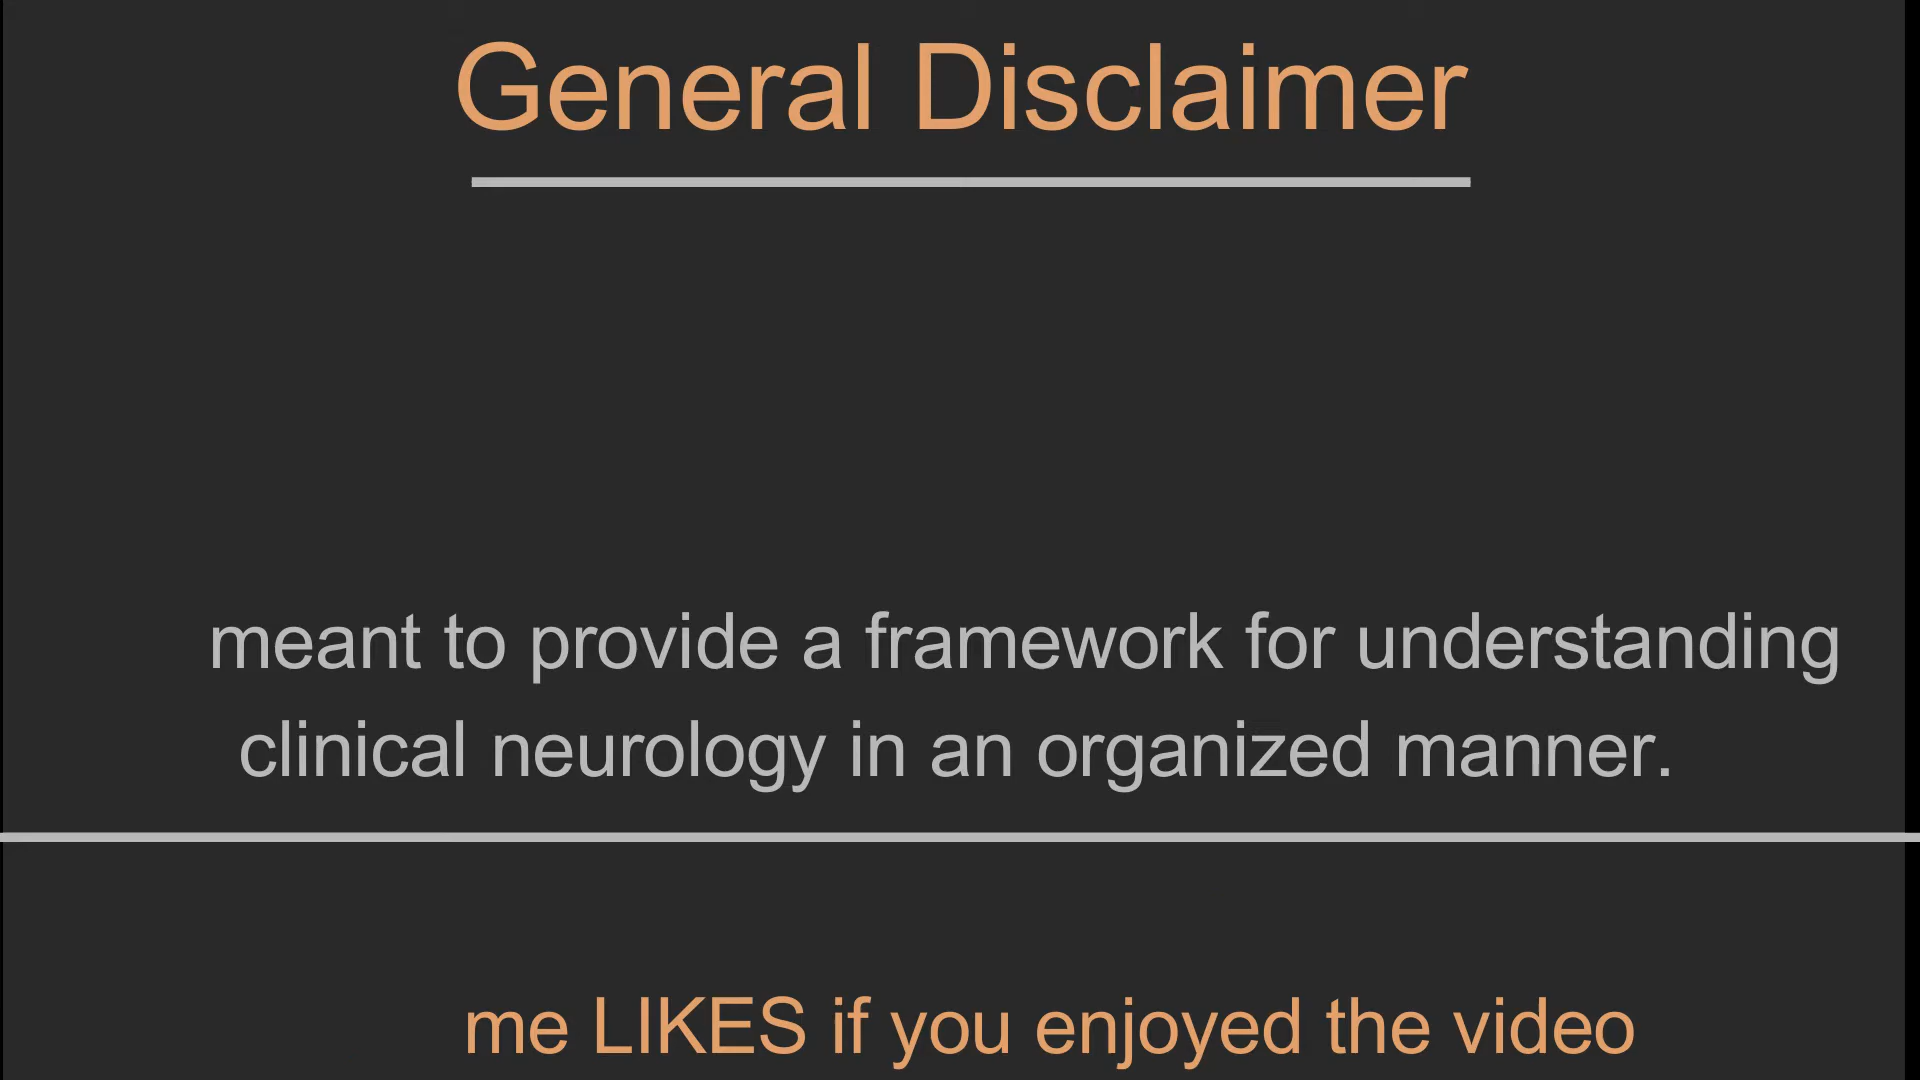 General Disclaimer
meant to provide a framework for understanding
clinical neurology in an organized manner.
me LIKES if you enjoyed the video